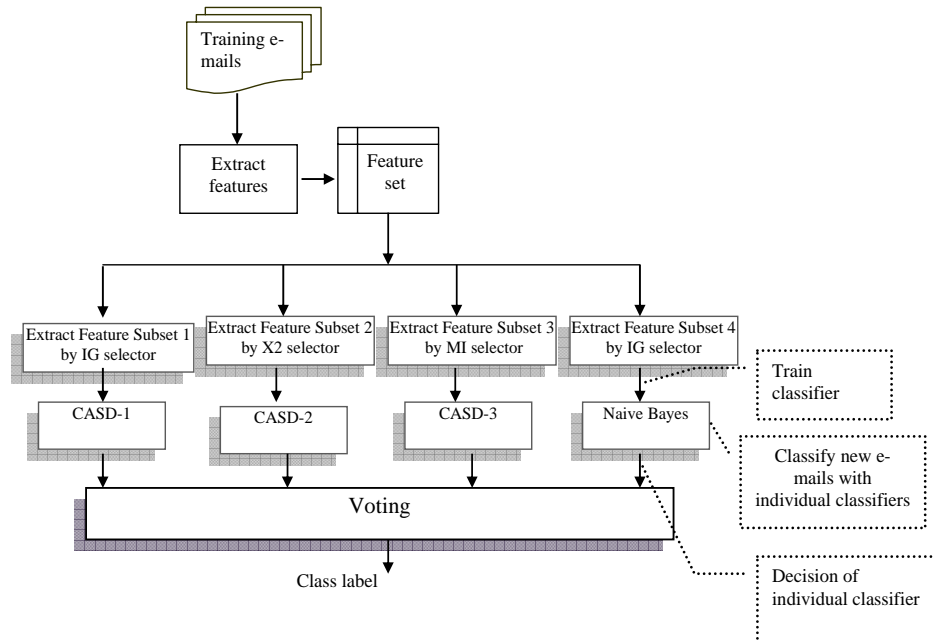 Training e-
mails
Extract
features
Feature
set
Extract Feature Subset 1
by IG selector
Extract Feature Subset 2
by X2 selector
Extract Feature Subset 3
by MI selector
Extract Feature Subset 4
by IG selector
Train
classifier
CASD-1
CASD-2
CASD-3
Naive Bayes
Classify new e-
mails with
individual classifiers
Voting
Decision of
individual classifier
Class label